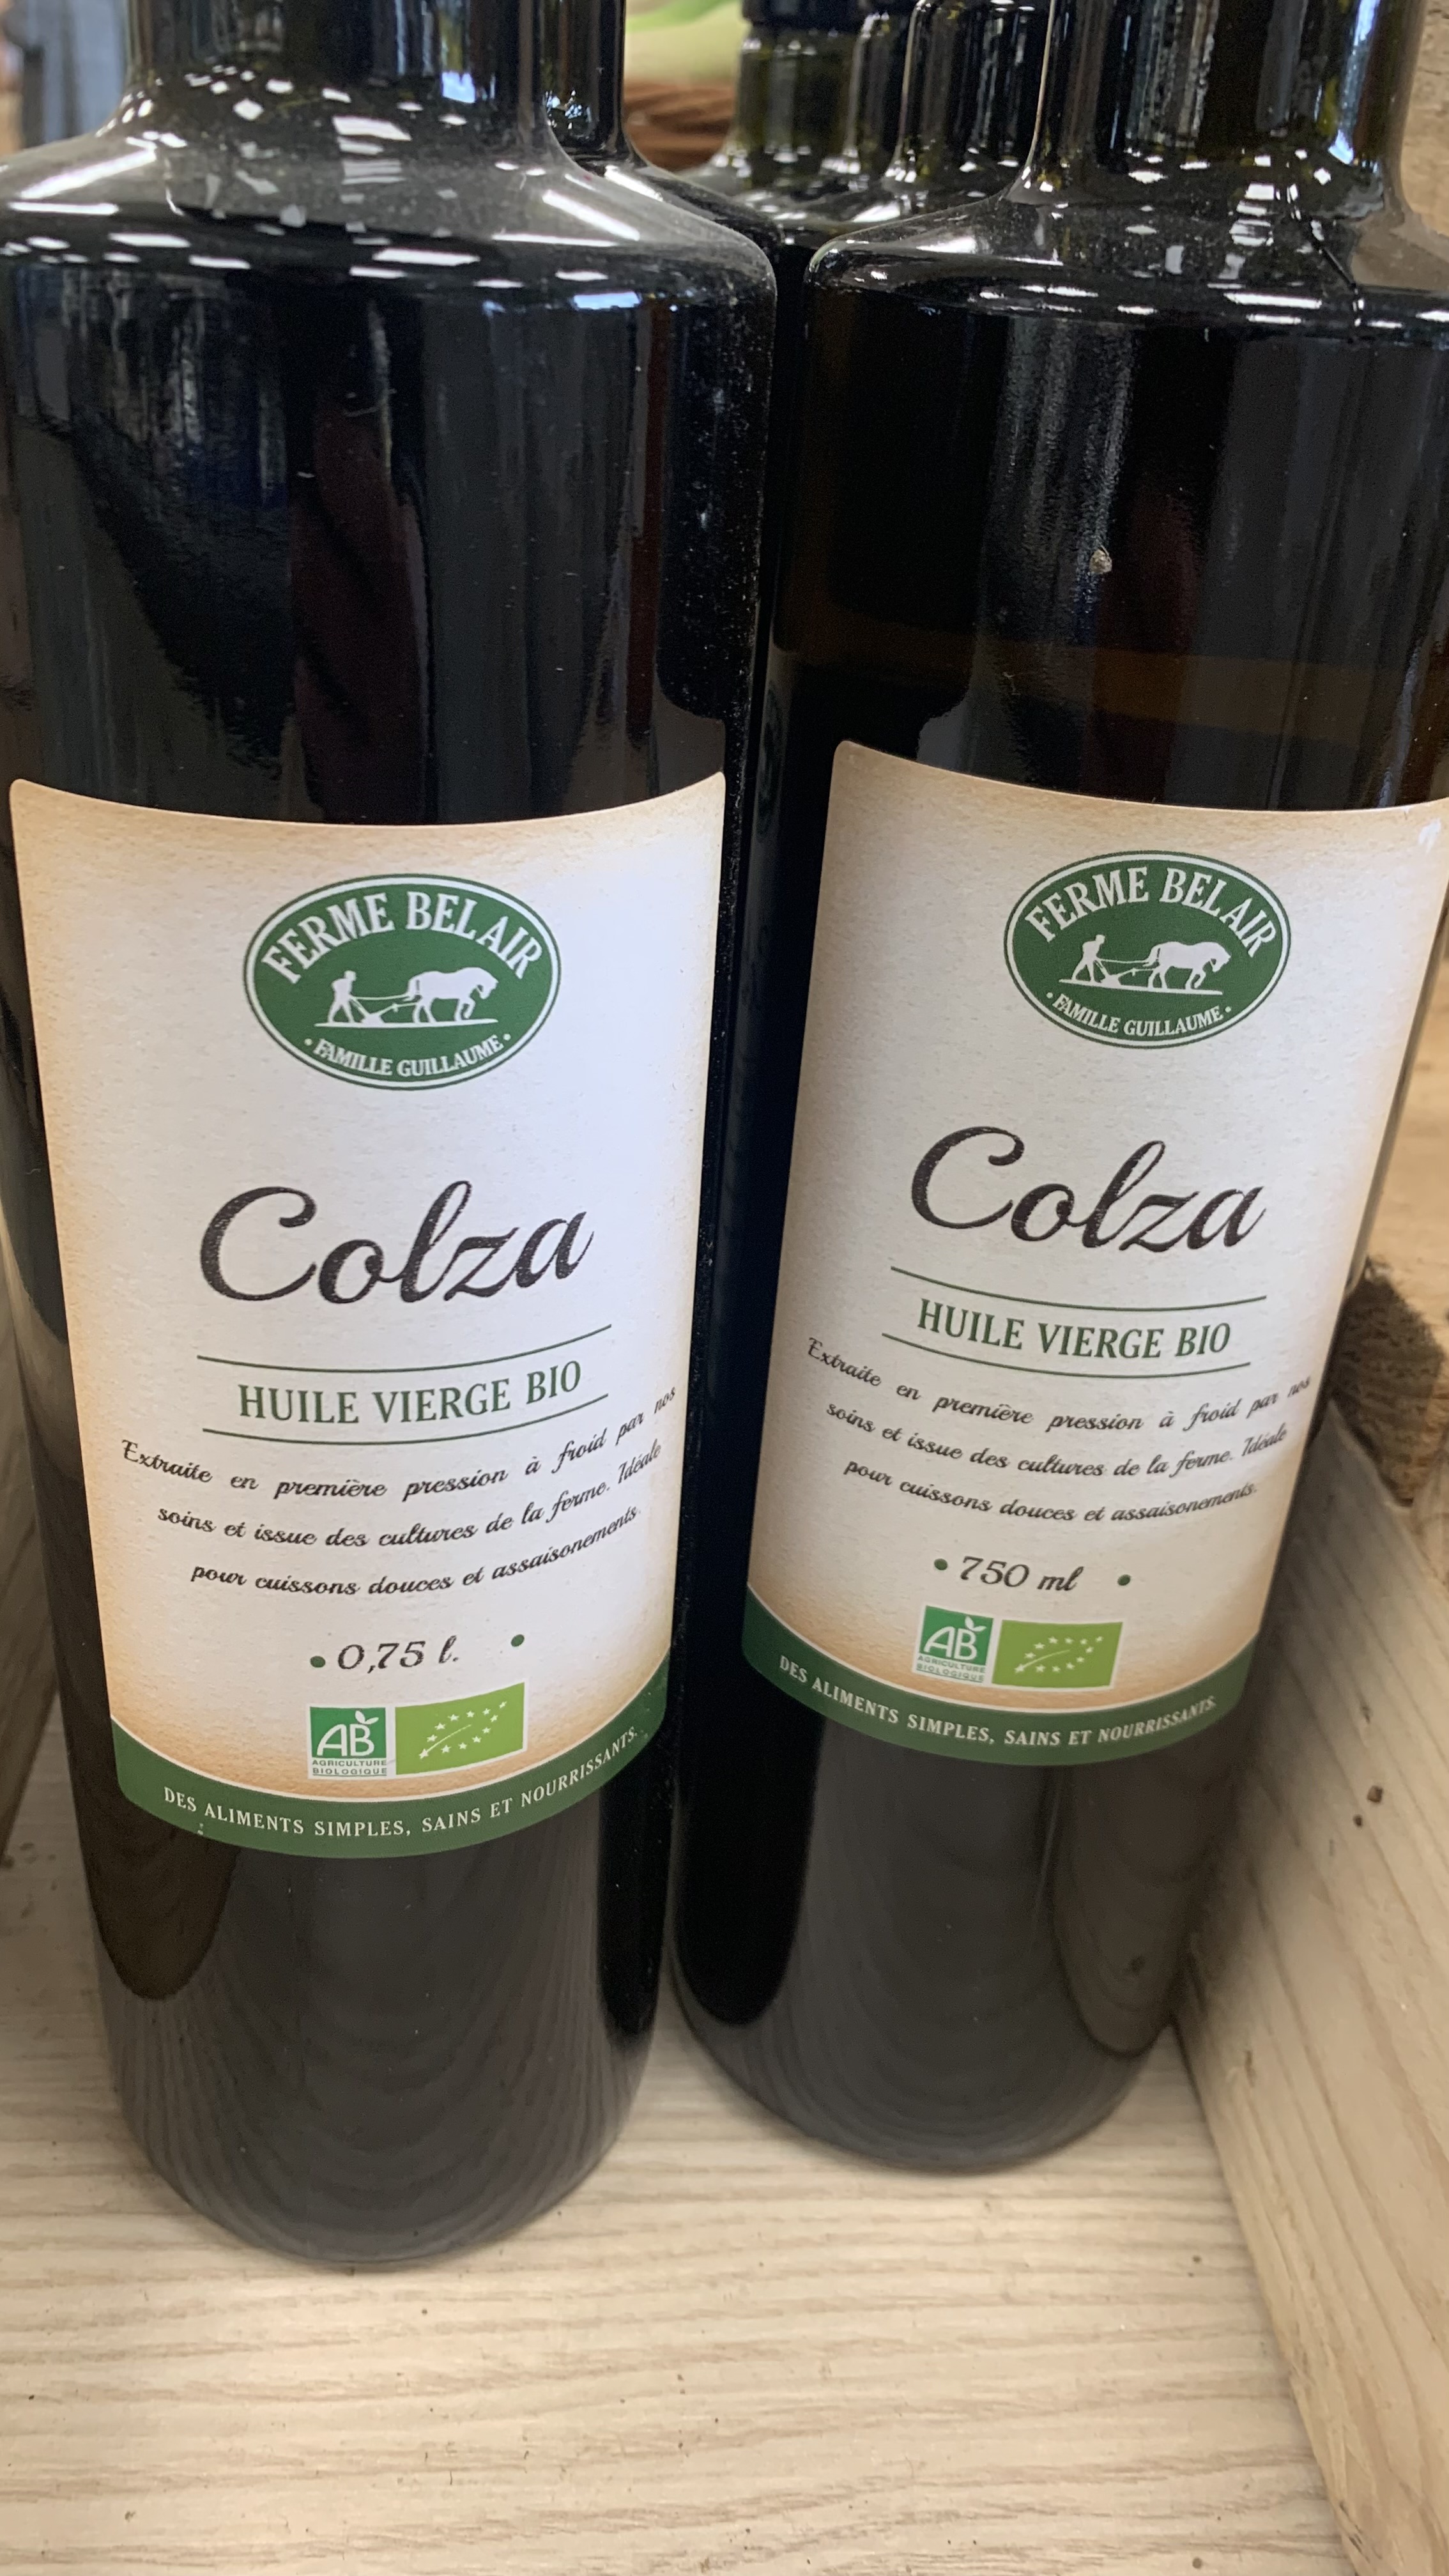 FERME BEL AIR
• FAMILLE GUILLAUME •
Colza
HUILE VIERGE BIO
Extraite en première pression à froid par nos
soins et issue des cultures de la ferme. Idéale
pour cuissons douces et assaisonements.
• 0,75 l. •
AB
AGRICULTURE
BIOLOGIQUE
DES ALIMENTS SIMPLES, SAINS ET NOURRISSANTS.
FERME BEL AIR
• FAMILLE GUILLAUME •
Colza
HUILE VIERGE BIO
Extraite en première pression à froid par nos
soins et issue des cultures de la ferme. Idéale
pour cuissons douces et assaisonements.
• 750 ml •
AB
AGRICULTURE
BIOLOGIQUE
DES ALIMENTS SIMPLES, SAINS ET NOURRISSANTS.